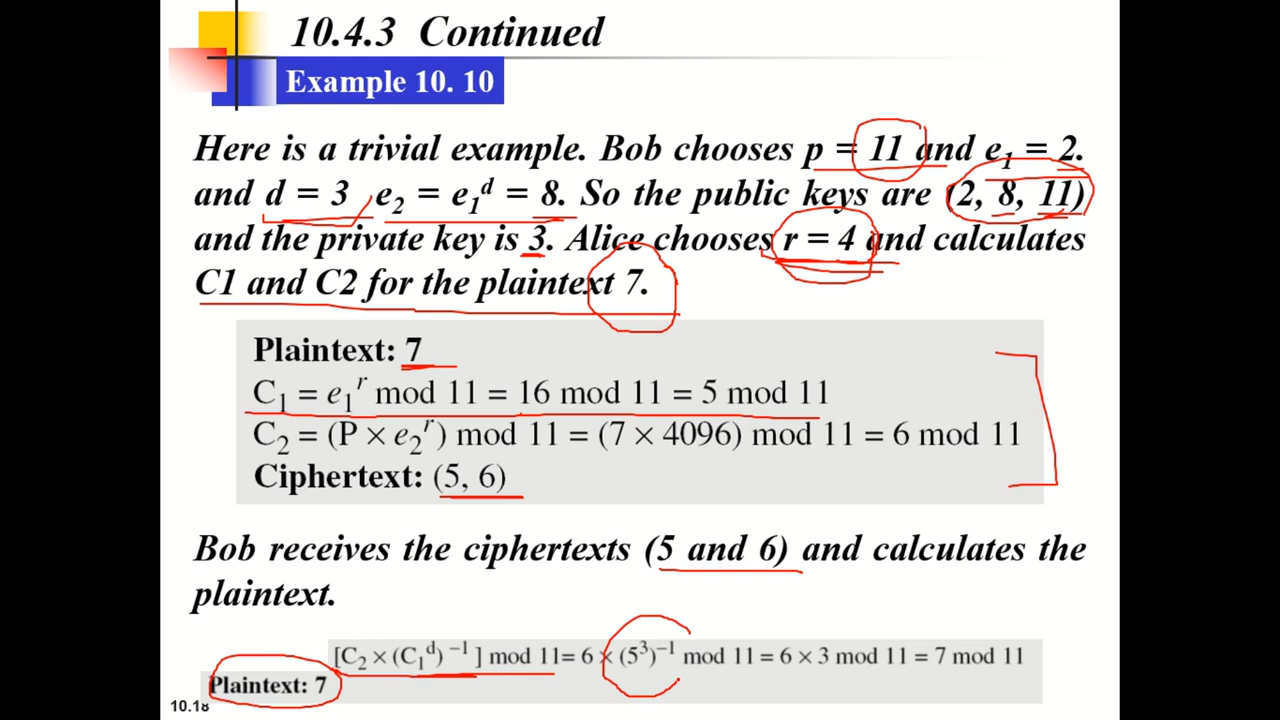 10.4.3 Continued
Example 10. 10
Here is a trivial example. Bob chooses p = 11 and e₁ = 2.
and d = 3 e₂ = e₁ᵈ = 8. So the public keys are (2, 8, 11)
and the private key is 3. Alice chooses r = 4 and calculates
C1 and C2 for the plaintext 7.
Plaintext: 7
C₁ = e₁ʳ mod 11 = 16 mod 11 = 5 mod 11
C₂ = (P × e₂ʳ) mod 11 = (7 × 4096) mod 11 = 6 mod 11
Ciphertext: (5, 6)
Bob receives the ciphertexts (5 and 6) and calculates the
plaintext.
[C₂ × (C₁ᵈ)⁻¹ ] mod 11= 6 × (5³)⁻¹ mod 11 = 6 × 3 mod 11 = 7 mod 11
Plaintext: 7
10.18